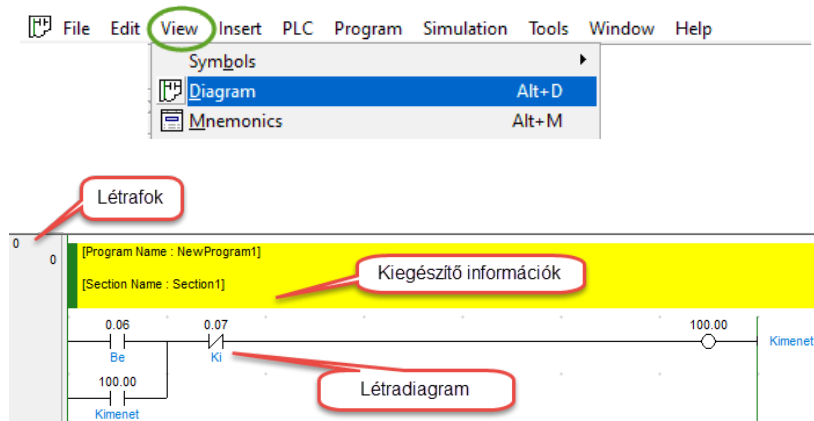 File Edit View Insert PLC Program Simulation Tools Window Help
Symbols
Diagram Alt+D
Mnemonics Alt+M
Létrafok
0
0
[Program Name : NewProgram1]
[Section Name : Section1]
Kiegészítő információk
0.06 0.07 100.00
Be Ki Kimenet
100.00
Kimenet
Létradiagram